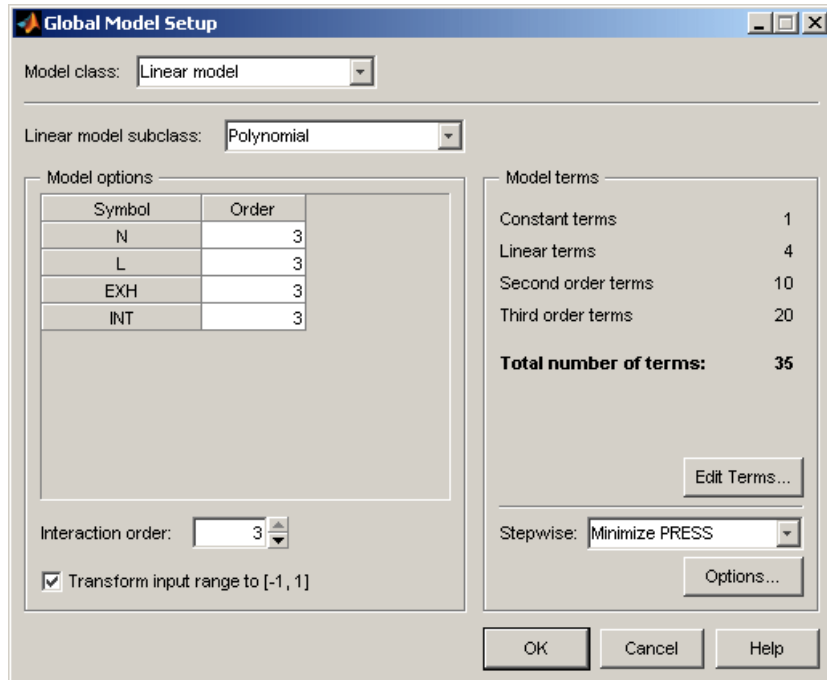 Global Model Setup
Model class: Linear model
Linear model subclass: Polynomial
Model options
Symbol Order
N 3
L 3
EXH 3
INT 3
Interaction order: 3
Transform input range to [-1, 1]
Model terms
Constant terms 1
Linear terms 4
Second order terms 10
Third order terms 20
Total number of terms: 35
Edit Terms...
Stepwise: Minimize PRESS
Options...
OK Cancel Help